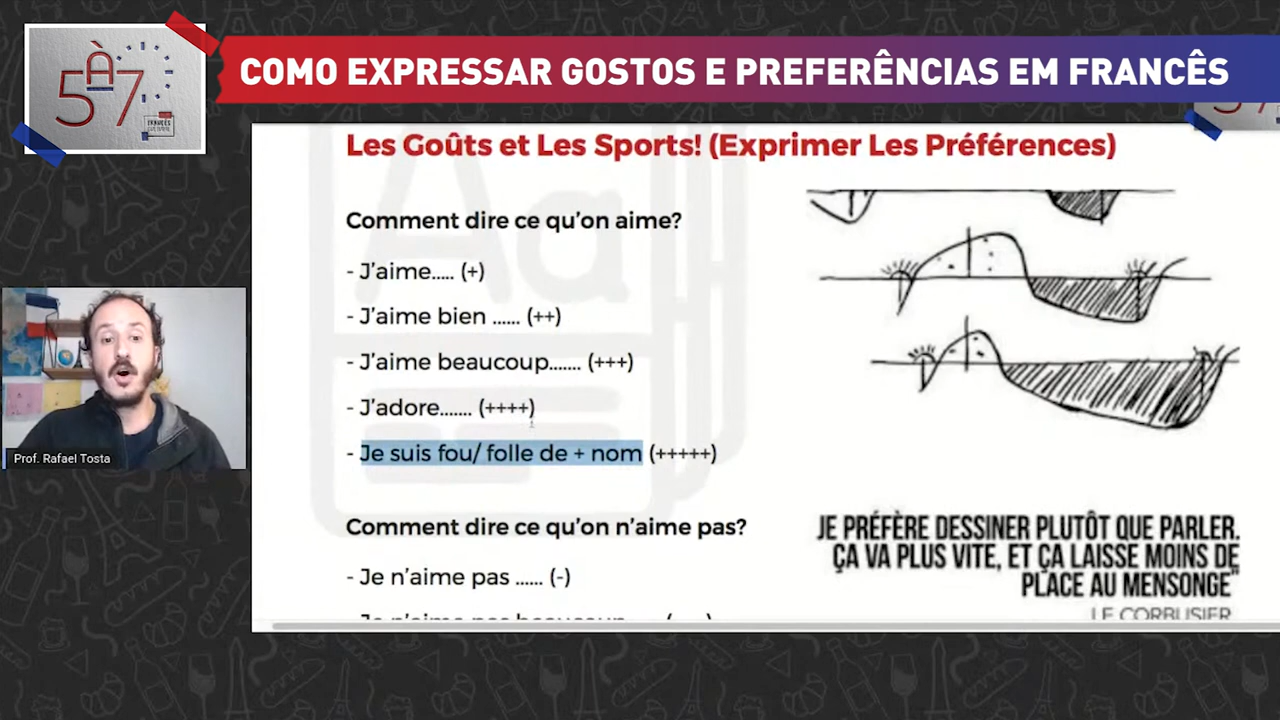 5À7
COMO EXPRESSAR GOSTOS E PREFERÊNCIAS EM FRANCÊS
Les Goûts et Les Sports! (Exprimer Les Préférences)
Comment dire ce qu'on aime?
- J'aime..... (+)
- J'aime bien ...... (++)
- J'aime beaucoup....... (+++)
- J'adore....... (++++)
- Je suis fou/ folle de + nom (+++++)
Comment dire ce qu'on n'aime pas?
- Je n'aime pas ...... (-)
JE PRÉFÈRE DESSINER PLUTÔT QUE PARLER.
ÇA VA PLUS VITE, ET ÇA LAISSE MOINS DE
PLACE AU MENSONGE"
LE CORBUSIER
Prof. Rafael Tosta
Aa